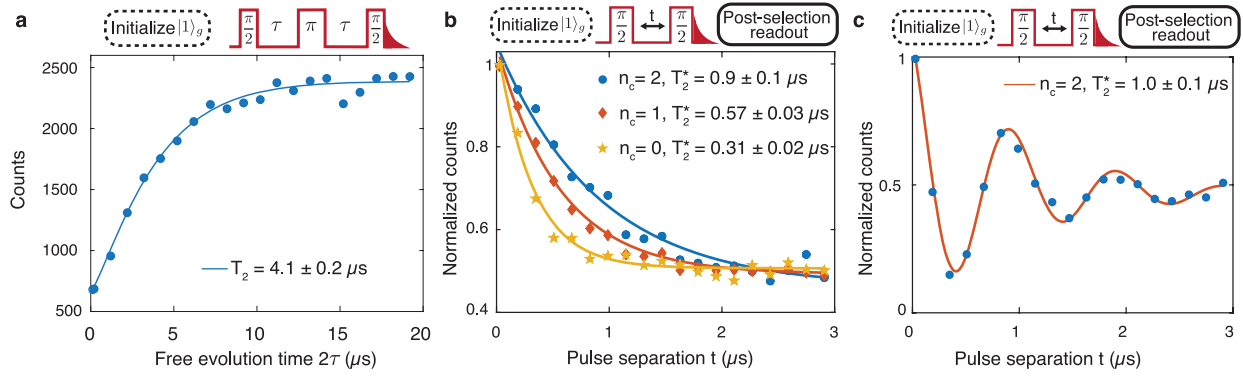 a
Initialize |1⟩g
π/2 τ π τ π/2
2500
2000
1500
1000
500
Counts
T2 = 4.1 ± 0.2 μs
0 5 10 15 20
Free evolution time 2τ (μs)
b
Initialize |1⟩g
π/2 t π/2
Post-selection
readout
1
0.8
0.6
0.4
Normalized counts
nc = 2, T2* = 0.9 ± 0.1 μs
nc = 1, T2* = 0.57 ± 0.03 μs
nc = 0, T2* = 0.31 ± 0.02 μs
0 1 2 3
Pulse separation t (μs)
c
Initialize |1⟩g
π/2 t π/2
Post-selection
readout
1
0.5
0
Normalized counts
nc = 2, T2* = 1.0 ± 0.1 μs
0 1 2 3
Pulse separation t (μs)